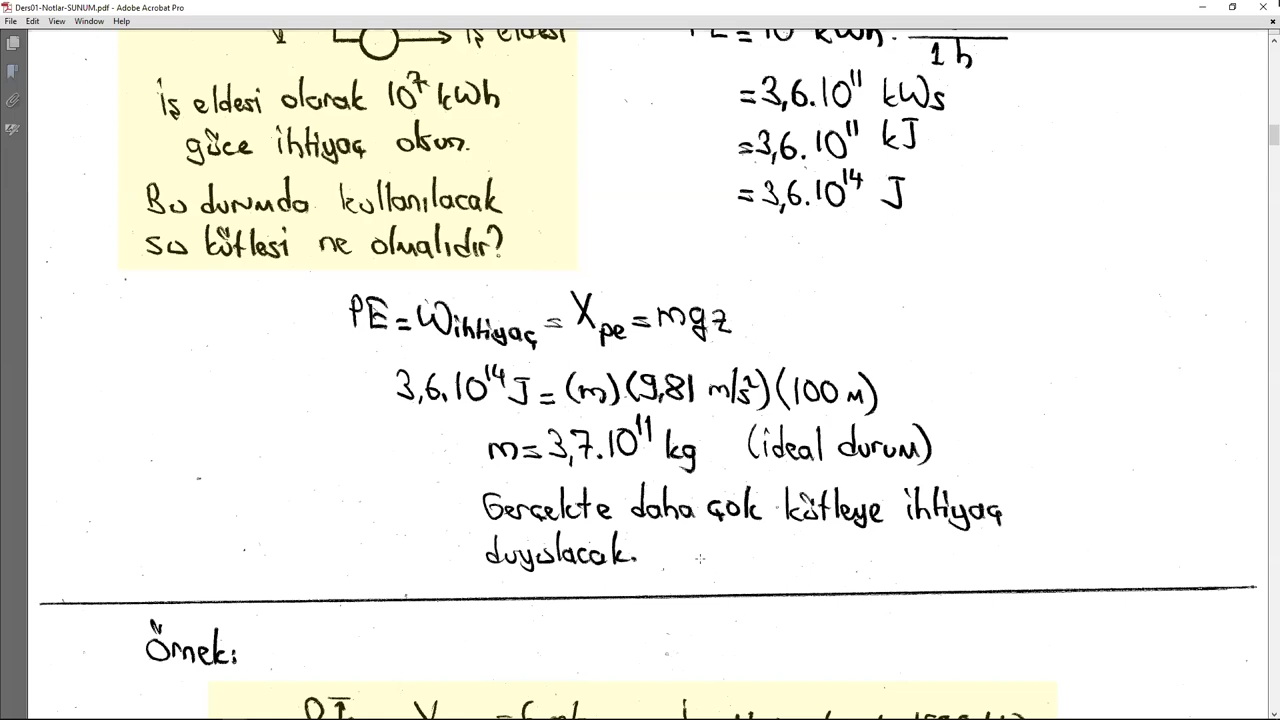 Ders01-Notlar-SUNUM.pdf - Adobe Acrobat Pro
File Edit View Window Help
iş eldesi
1 h
İş eldesi olarak 10⁷ kWh
güce ihtiyaç olsun.
Bu durumda kullanılacak
su kütlesi ne olmalıdır?
=3,6.10¹¹ kWs
=3,6.10¹¹ kJ
=3,6.10¹⁴ J
PE=Wihtiyaç=Xpe=mgz
3,6.10¹⁴J=(m)(9,81 m/s²)(100 m)
m=3,7.10¹¹ kg (ideal durum)
Gerçekte daha çok kütleye ihtiyaç
duyulacak.
Örnek: